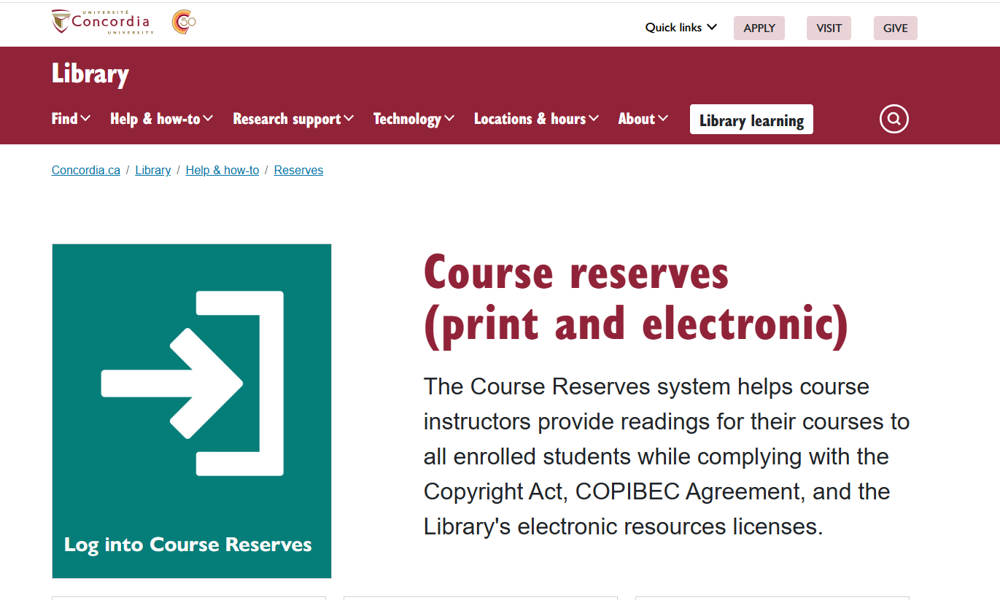 UNIVERSITÉ
Concordia
UNIVERSITY
50
Quick links
APPLY
VISIT
GIVE
Library
Find
Help & how-to
Research support
Technology
Locations & hours
About
Library learning
Concordia.ca / Library / Help & how-to / Reserves
Log into Course Reserves
Course reserves
(print and electronic)
The Course Reserves system helps course
instructors provide readings for their courses to
all enrolled students while complying with the
Copyright Act, COPIBEC Agreement, and the
Library's electronic resources licenses.